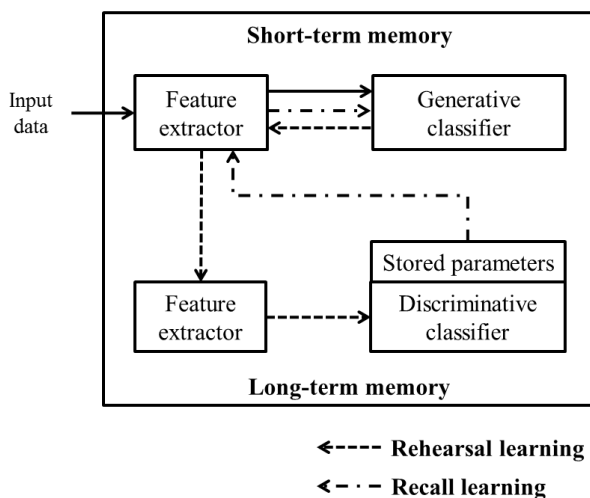 Short-term memory
Input
data
Feature
extractor
Generative
classifier
Stored parameters
Feature
extractor
Discriminative
classifier
Long-term memory
Rehearsal learning
Recall learning